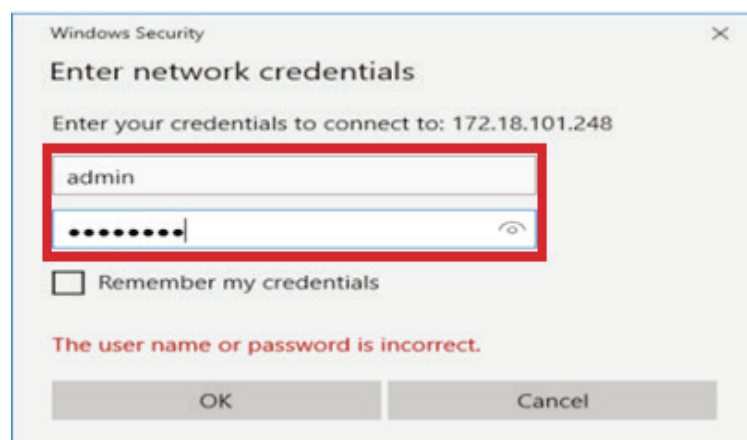 Windows Security
Enter network credentials
Enter your credentials to connect to: 172.18.101.248
admin
••••••••
Remember my credentials
The user name or password is incorrect.
OK
Cancel